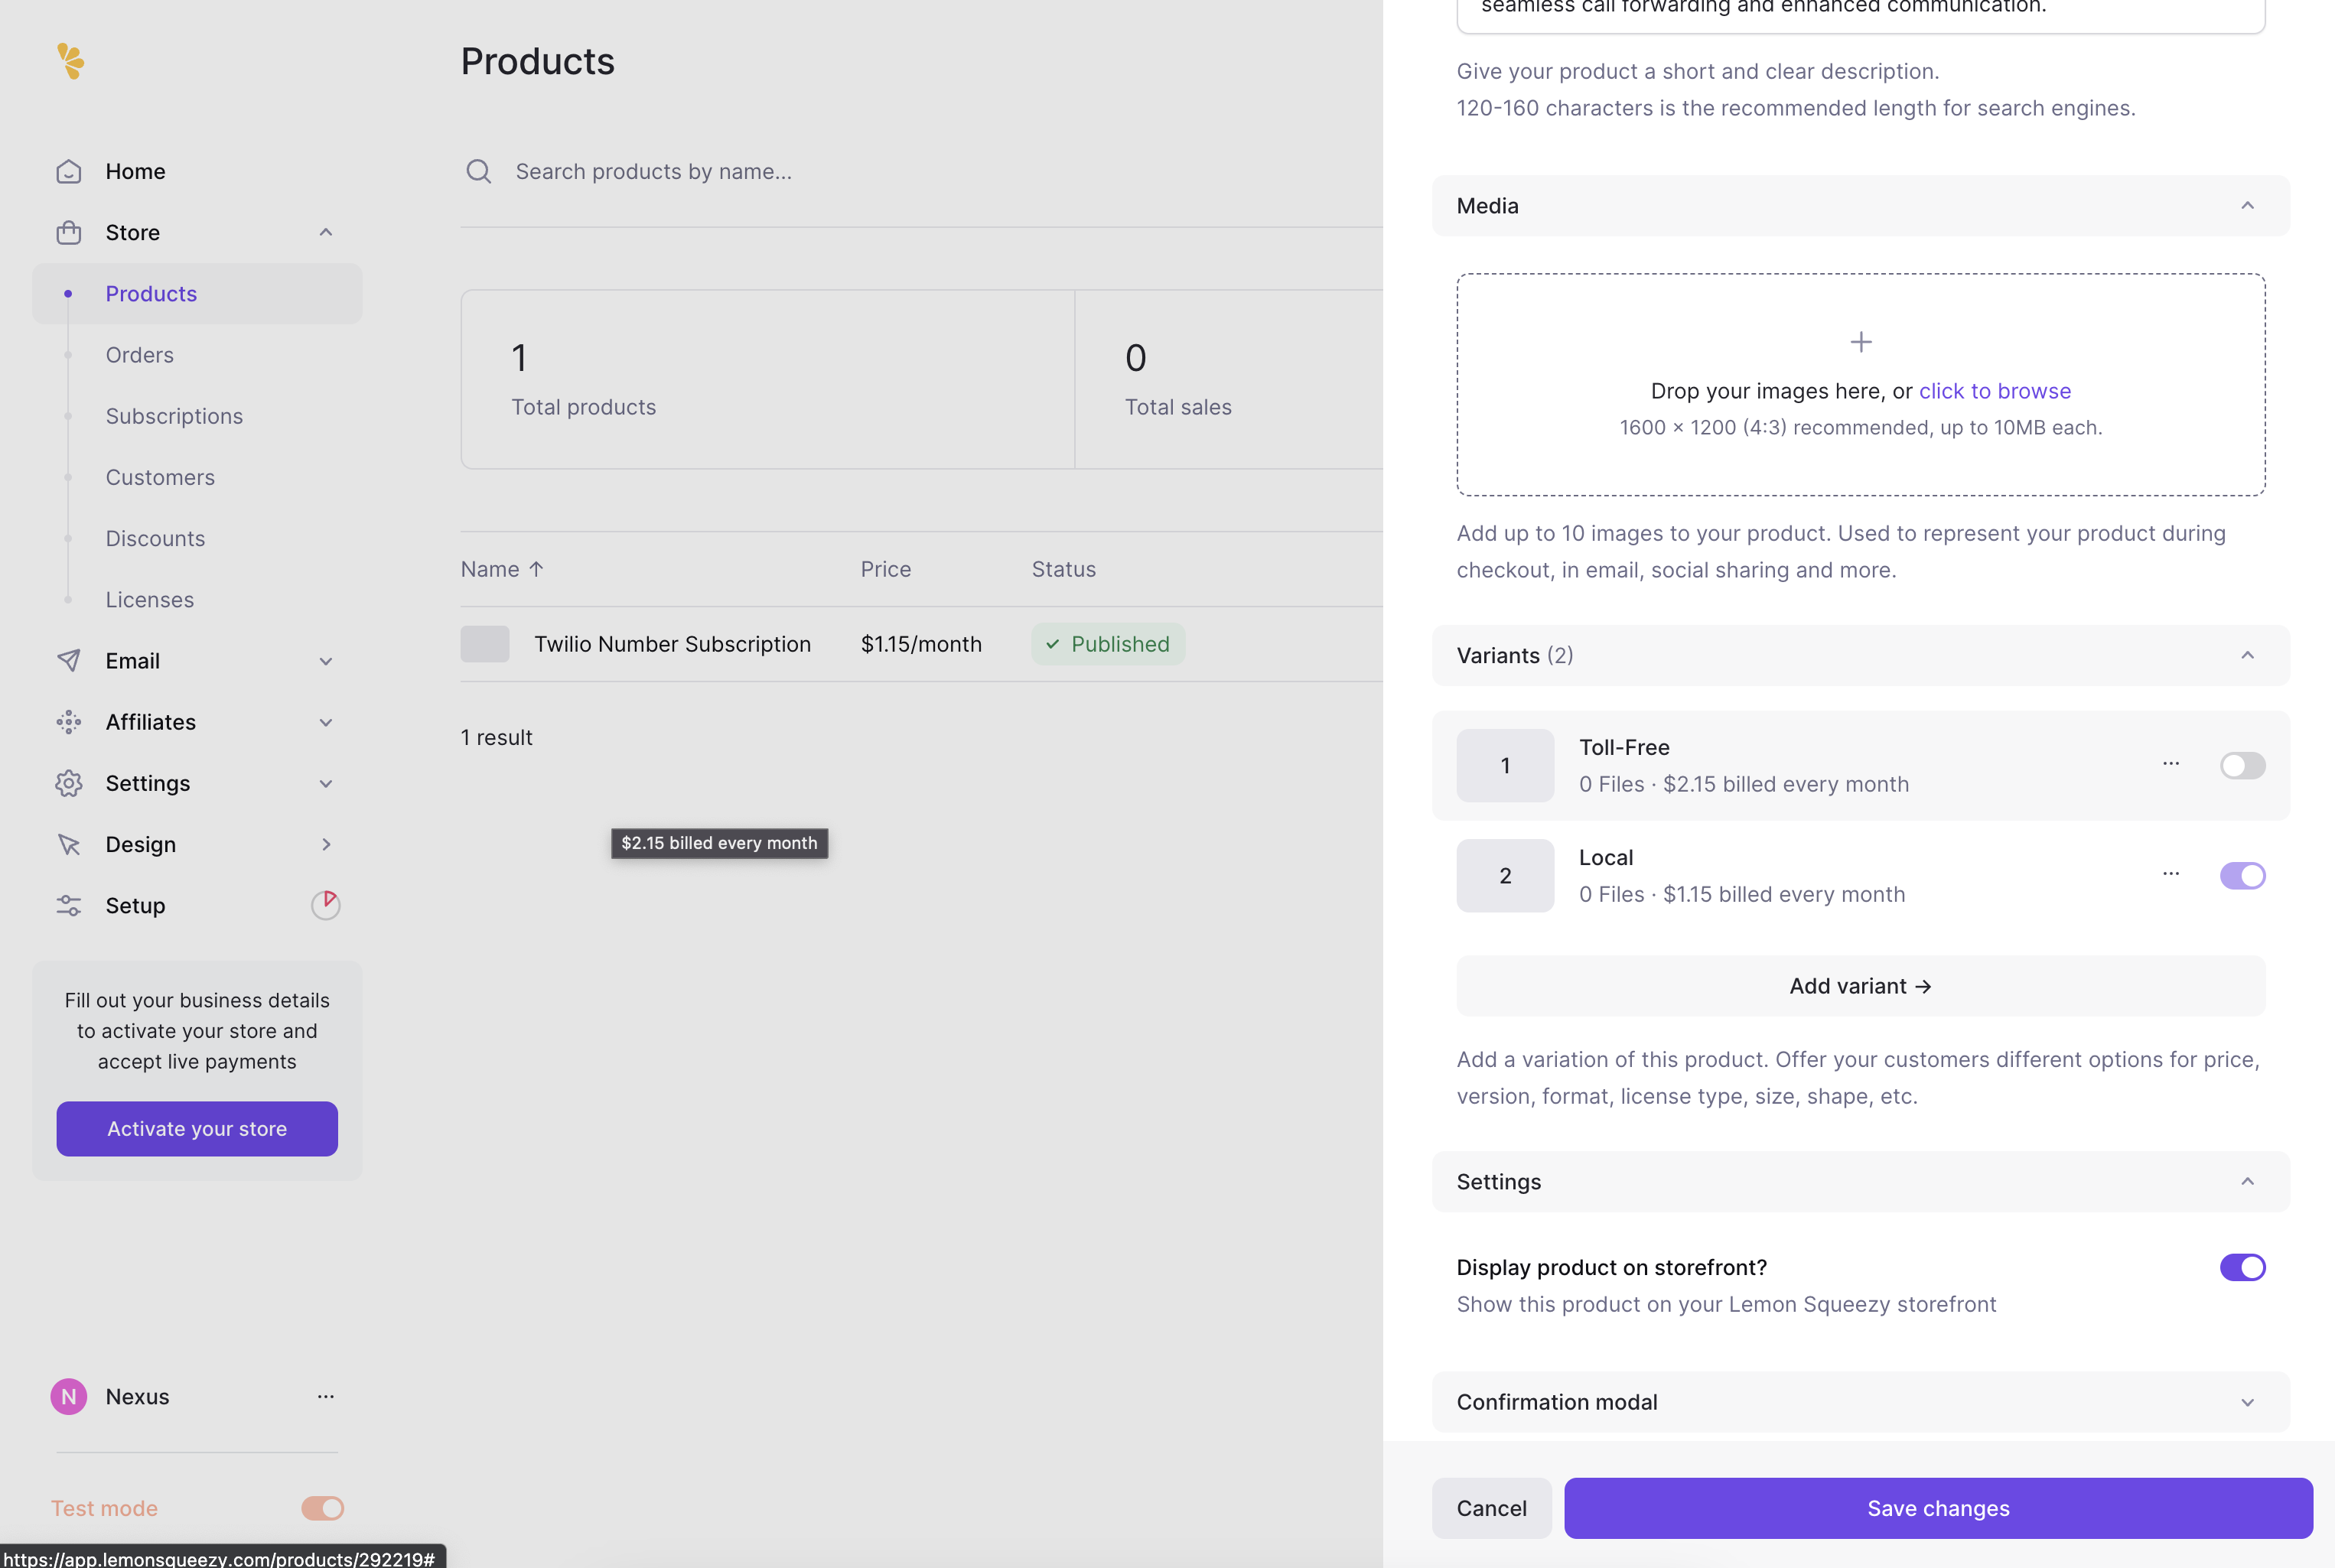 Products
Home
Store
Products
Orders
Subscriptions
Customers
Discounts
Licenses
Email
Affiliates
Settings
Design
Setup
Fill out your business details
to activate your store and
accept live payments
Activate your store
N
Nexus
Test mode
https://app.lemonsqueezy.com/products/292219#
Search products by name...
1
Total products
0
Total sales
Name ↑
Price
Status
Twilio Number Subscription
$1.15/month
Published
1 result
$2.15 billed every month
seamless call forwarding and enhanced communication.
Give your product a short and clear description.
120-160 characters is the recommended length for search engines.
Media
Drop your images here, or click to browse
1600 × 1200 (4:3) recommended, up to 10MB each.
Add up to 10 images to your product. Used to represent your product during
checkout, in email, social sharing and more.
Variants (2)
1
Toll-Free
0 Files · $2.15 billed every month
2
Local
0 Files · $1.15 billed every month
Add variant →
Add a variation of this product. Offer your customers different options for price,
version, format, license type, size, shape, etc.
Settings
Display product on storefront?
Show this product on your Lemon Squeezy storefront
Confirmation modal
Cancel
Save changes